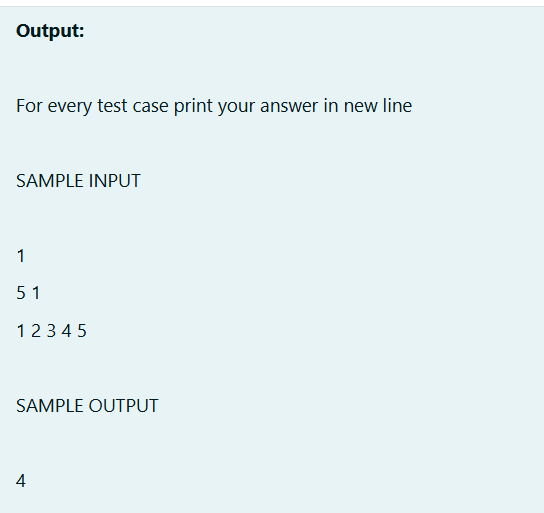 Output:
For every test case print your answer in new line
SAMPLE INPUT
1
5 1
1 2 3 4 5
SAMPLE OUTPUT
4